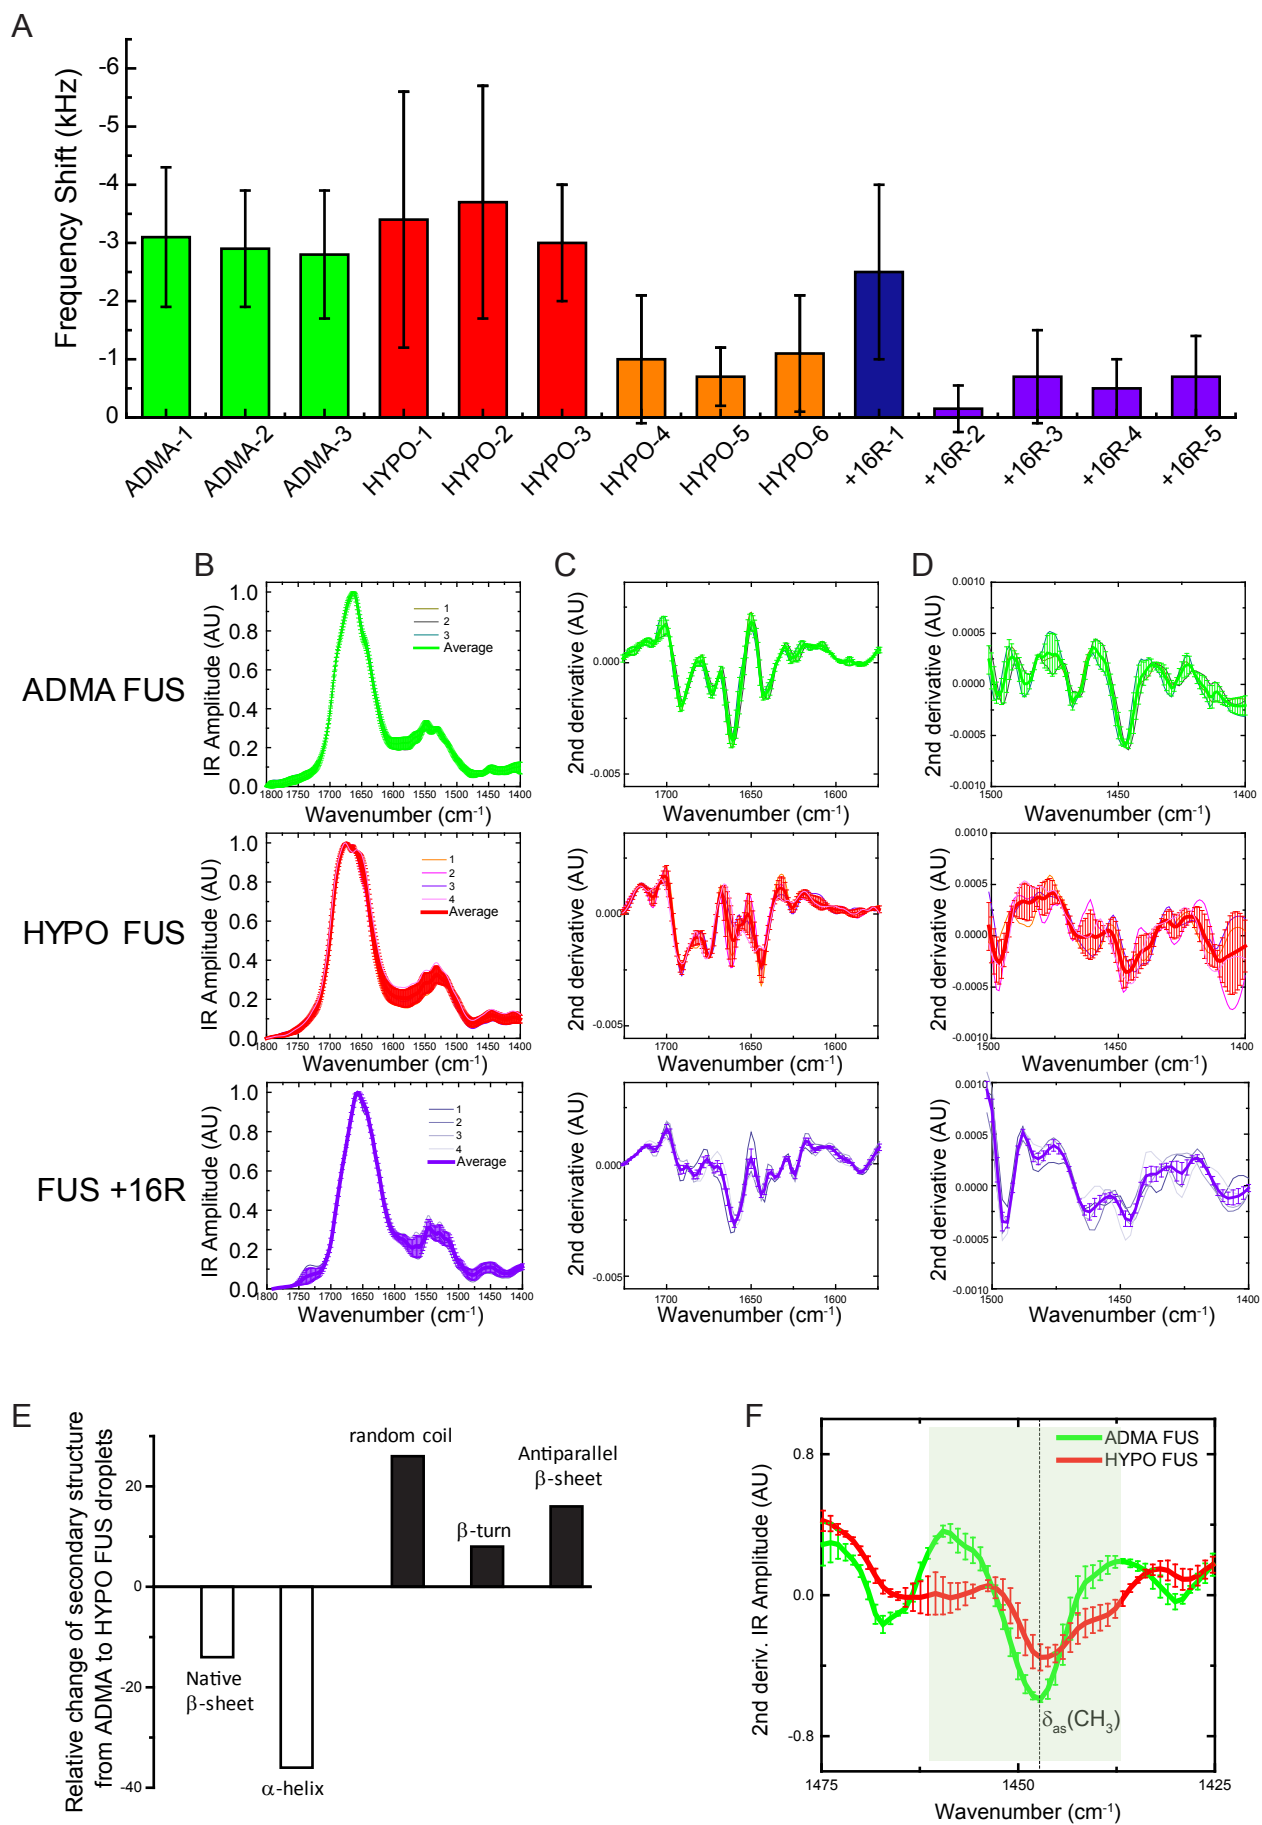 A
Frequency Shift (kHz)
-6
-5
-4
-3
-2
-1
0
ADMA-1
ADMA-2
ADMA-3
HYPO-1
HYPO-2
HYPO-3
HYPO-4
HYPO-5
HYPO-6
+16R-1
+16R-2
+16R-3
+16R-4
+16R-5
B
C
D
ADMA FUS
IR Amplitude (AU)
1.0
0.8
0.6
0.4
0.2
0.0
1
2
3
Average
1800 1750 1700 1650 1600 1550 1500 1450 1400
Wavenumber (cm-1)
2nd derivative (AU)
0.000
-0.005
1700 1650 1600
Wavenumber (cm-1)
2nd derivative (AU)
0.0010
0.0005
0.0000
-0.0005
-0.0010
1500 1450 1400
Wavenumber (cm-1)
HYPO FUS
IR Amplitude (AU)
1.0
0.8
0.6
0.4
0.2
0.0
1
2
3
4
Average
1800 1750 1700 1650 1600 1550 1500 1450 1400
Wavenumber (cm-1)
2nd derivative (AU)
0.000
-0.005
1700 1650 1600
Wavenumber (cm-1)
2nd derivative (AU)
0.0010
0.0005
0.0000
-0.0005
-0.0010
1500 1450 1400
Wavenumber (cm-1)
FUS +16R
IR Amplitude (AU)
1.0
0.8
0.6
0.4
0.2
0.0
1
2
3
4
Average
1800 1750 1700 1650 1600 1550 1500 1450 1400
Wavenumber (cm-1)
2nd derivative (AU)
0.000
-0.005
1700 1650 1600
Wavenumber (cm-1)
2nd derivative (AU)
0.0010
0.0005
0.0000
-0.0005
-0.0010
1500 1450 1400
Wavenumber (cm-1)
E
Relative change of secondary structure
from ADMA to HYPO FUS droplets
20
0
-20
-40
Native
β-sheet
α-helix
random coil
β-turn
Antiparallel
β-sheet
F
2nd deriv. IR Amplitude (AU)
0.8
0.0
-0.8
ADMA FUS
HYPO FUS
δas(CH3)
1475 1450 1425
Wavenumber (cm-1)